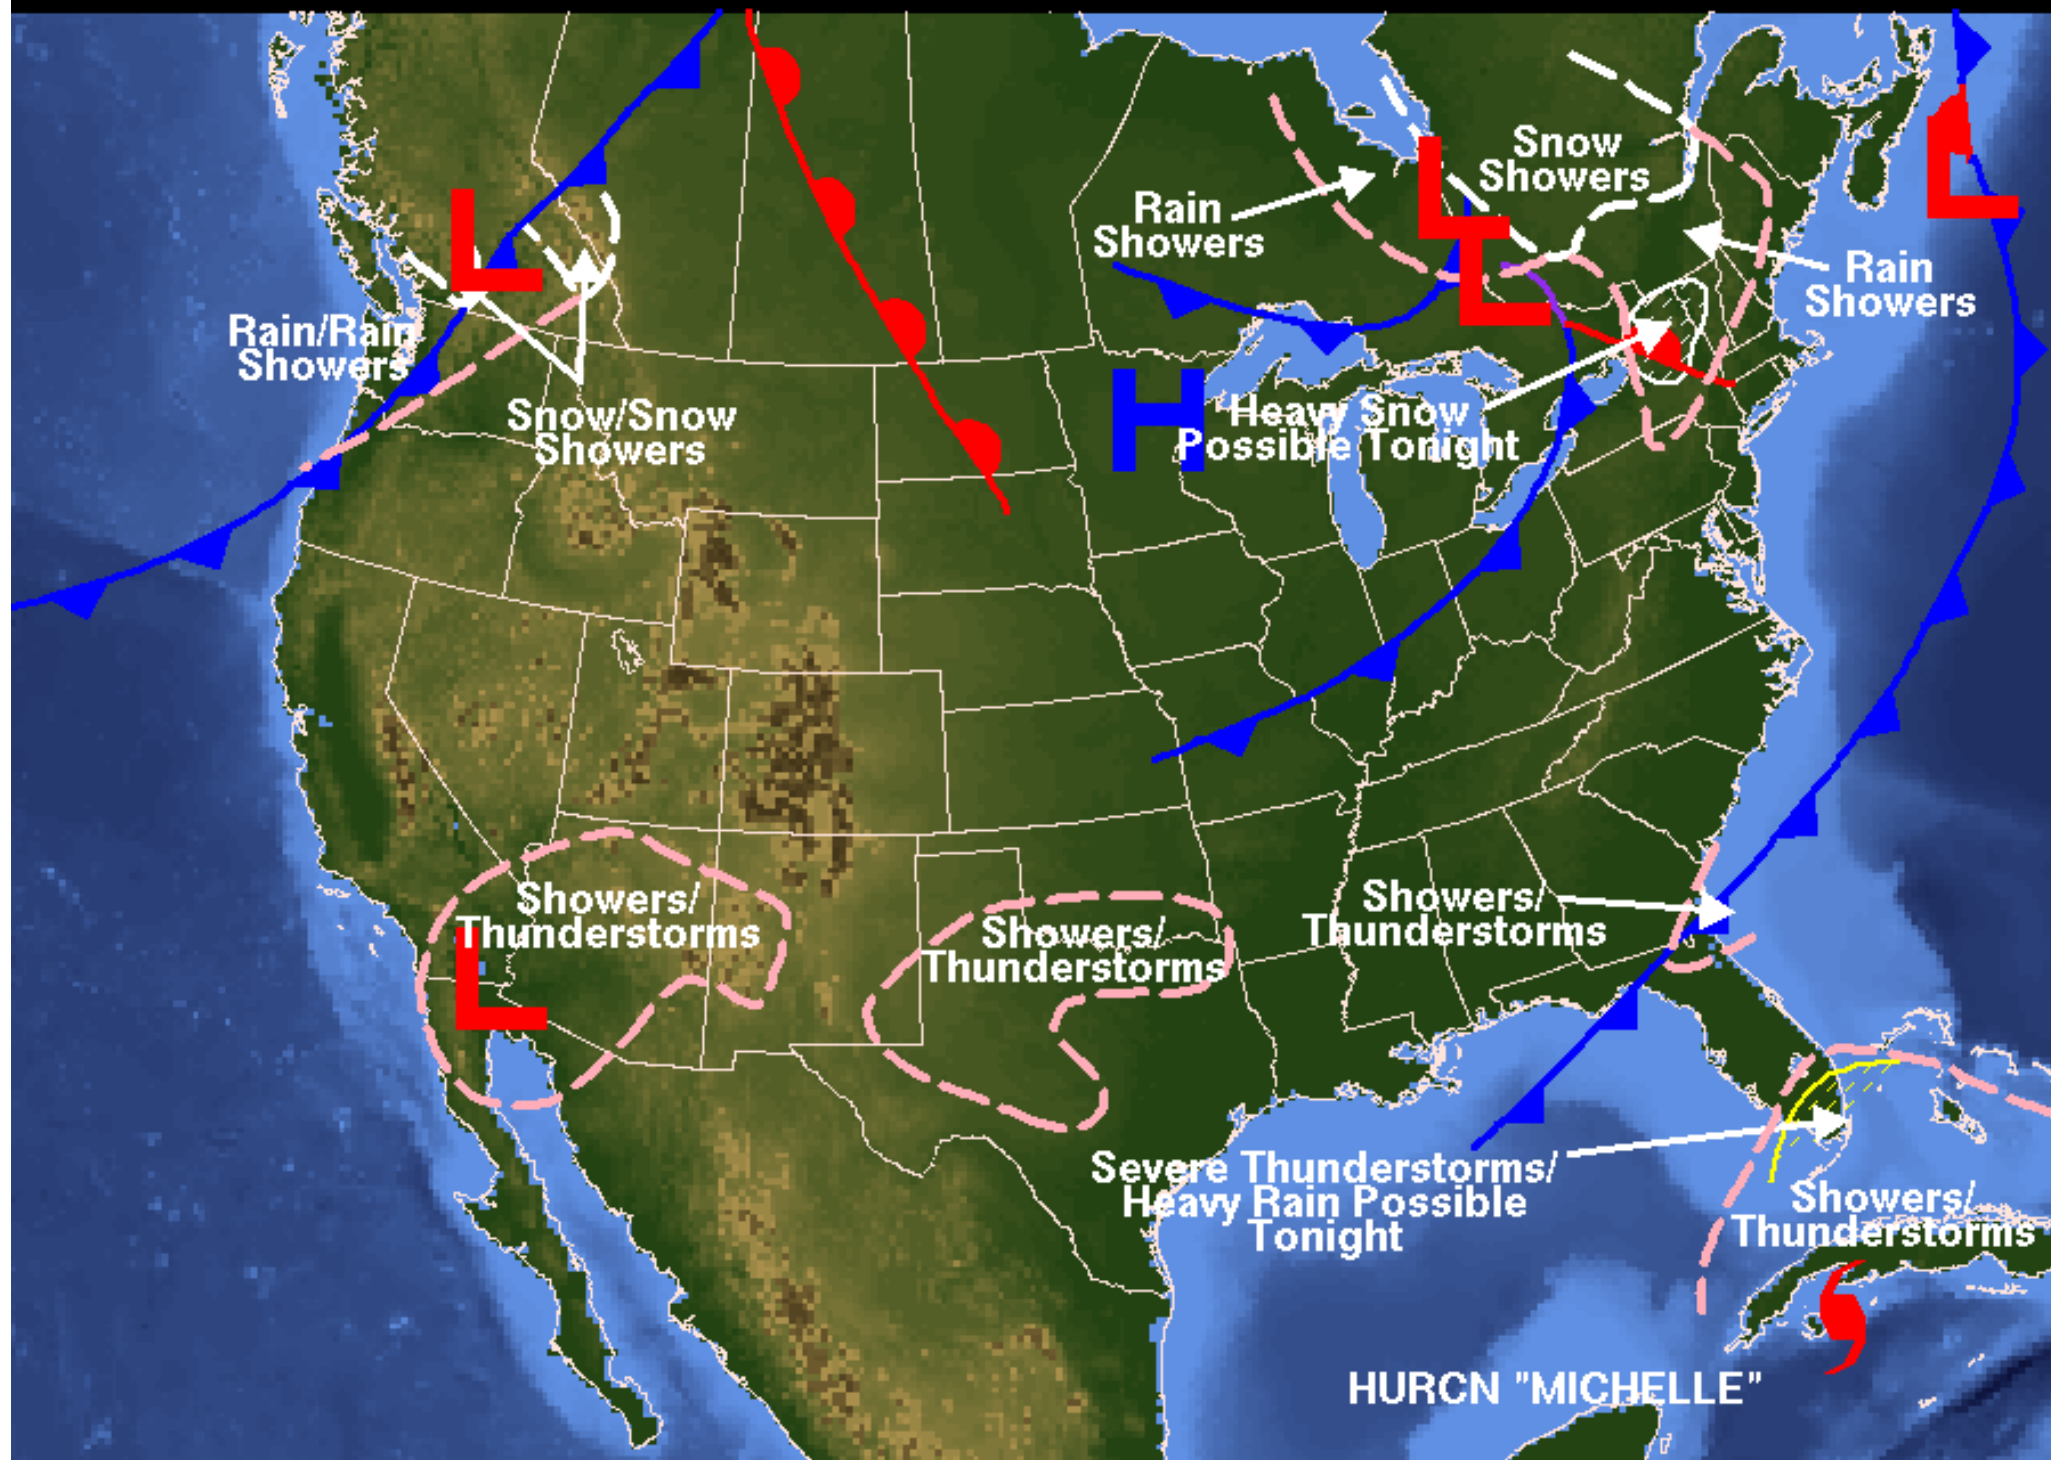 Snow
Showers
Rain
Showers
Rain
Showers
Rain/Rain
Showers
Snow/Snow
Showers
Heavy Snow
Possible Tonight
Showers/
Thunderstorms
Showers/
Thunderstorms
Showers/
Thunderstorms
Severe Thunderstorms/
Heavy Rain Possible
Tonight
Showers/
Thunderstorms
HURCN "MICHELLE"
L
L
L
L
H
L